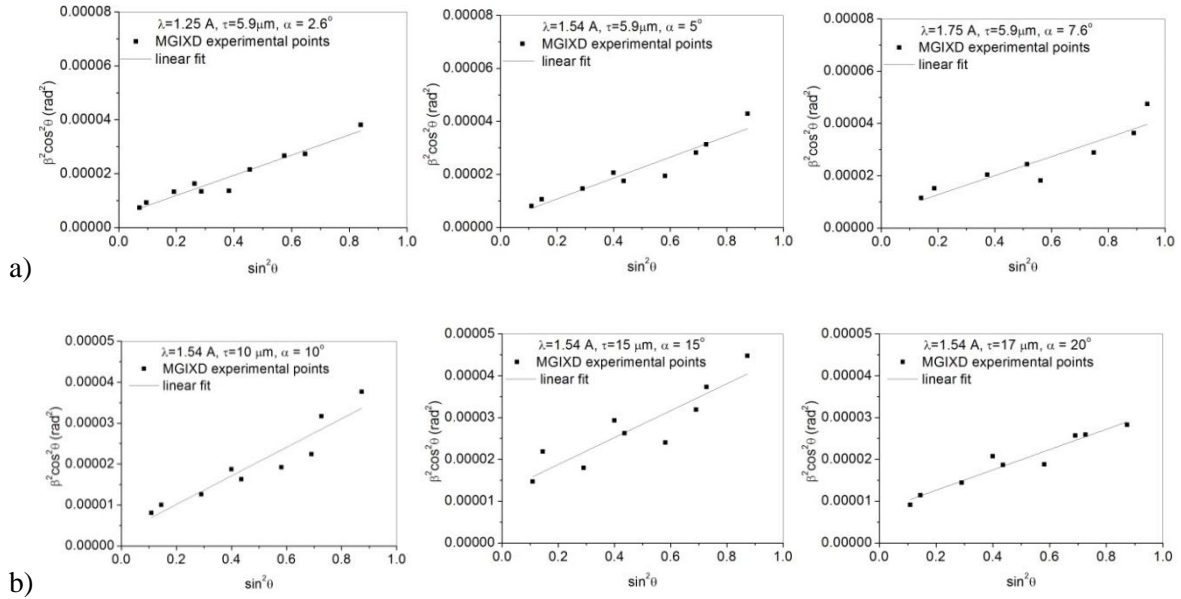 λ=1.25 A, τ=5.9μm, α = 2.6°
MGIXD experimental points
linear fit
β²cos²θ (rad²)
0.00008
0.00006
0.00004
0.00002
0.00000
0.0 0.2 0.4 0.6 0.8 1.0
sin²θ
λ=1.54 A, τ=5.9μm, α = 5°
MGIXD experimental points
linear fit
β²cos²θ (rad²)
0.00008
0.00006
0.00004
0.00002
0.00000
0.0 0.2 0.4 0.6 0.8 1.0
sin²θ
λ=1.75 A, τ=5.9μm, α = 7.6°
MGIXD experimental points
linear fit
β²cos²θ (rad²)
0.00008
0.00006
0.00004
0.00002
0.00000
0.0 0.2 0.4 0.6 0.8 1.0
sin²θ
a)
λ=1.54 A, τ=10 μm, α = 10°
MGIXD experimental points
linear fit
β²cos²θ (rad²)
0.00005
0.00004
0.00003
0.00002
0.00001
0.00000
0.0 0.2 0.4 0.6 0.8 1.0
sin²θ
λ=1.54 A, τ=15 μm, α = 15°
MGIXD experimental points
linear fit
β²cos²θ (rad²)
0.00005
0.00004
0.00003
0.00002
0.00001
0.00000
0.0 0.2 0.4 0.6 0.8 1.0
sin²θ
λ=1.54 A, τ=17 μm, α = 20°
MGIXD experimental points
linear fit
β²cos²θ (rad²)
0.00005
0.00004
0.00003
0.00002
0.00001
0.00000
0.0 0.2 0.4 0.6 0.8 1.0
sin²θ
b)